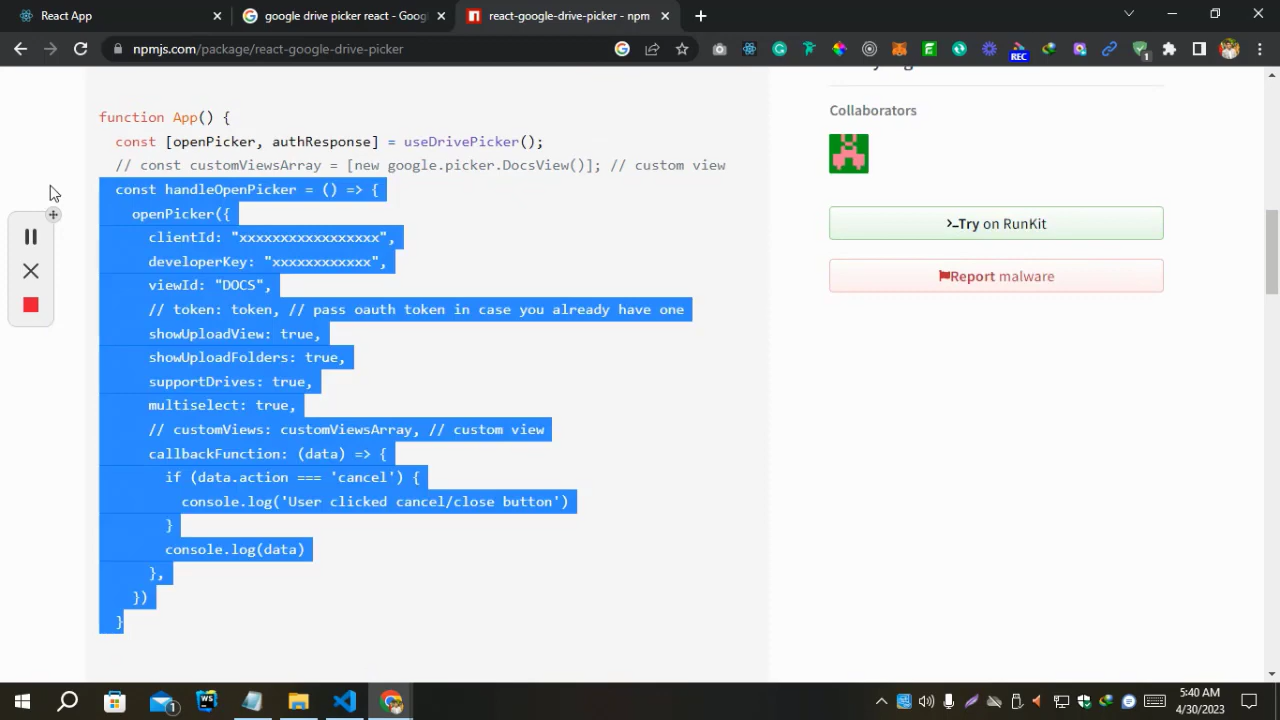 React App
google drive picker react - Goog
react-google-drive-picker - npm
npmjs.com/package/react-google-drive-picker
REC
1
Collaborators
function App() {
const [openPicker, authResponse] = useDrivePicker();
// const customViewsArray = [new google.picker.DocsView()]; // custom view
const handleOpenPicker = () => {
openPicker({
clientId: "xxxxxxxxxxxxxxxxx",
developerKey: "xxxxxxxxxxxx",
viewId: "DOCS",
// token: token, // pass oauth token in case you already have one
showUploadView: true,
showUploadFolders: true,
supportDrives: true,
multiselect: true,
// customViews: customViewsArray, // custom view
callbackFunction: (data) => {
if (data.action === 'cancel') {
console.log('User clicked cancel/close button')
}
console.log(data)
},
})
}
>_Try on RunKit
Report malware
1
5:40 AM
4/30/2023